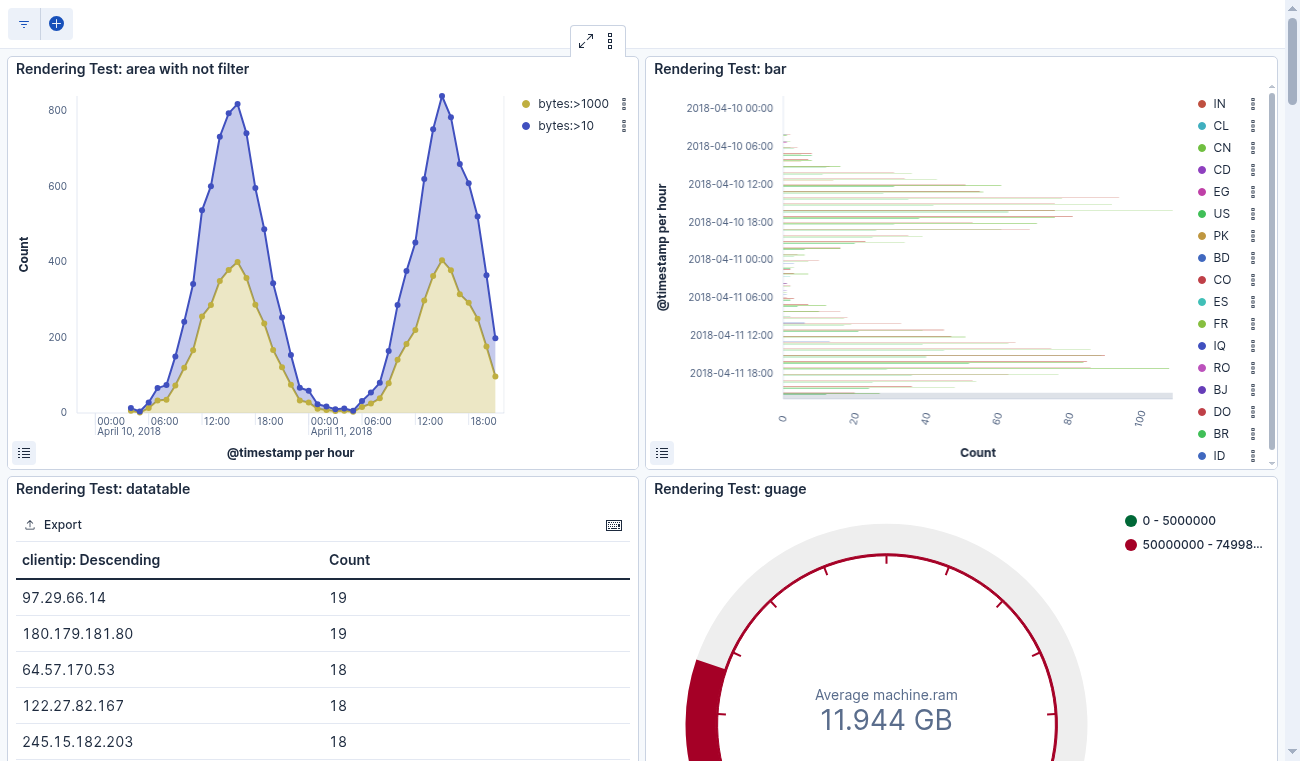 Rendering Test: area with not filter
Count
800
600
400
200
0
00:00
06:00
12:00
18:00
00:00
06:00
12:00
18:00
April 10, 2018
April 11, 2018
@timestamp per hour
bytes:>1000
bytes:>10
Rendering Test: bar
@timestamp per hour
2018-04-10 00:00
2018-04-10 06:00
2018-04-10 12:00
2018-04-10 18:00
2018-04-11 00:00
2018-04-11 06:00
2018-04-11 12:00
2018-04-11 18:00
0
20
40
60
80
100
Count
IN
CL
CN
CD
EG
US
PK
BD
CO
ES
FR
IQ
RO
BJ
DO
BR
ID
Rendering Test: datatable
Export
clientip: Descending Count
97.29.66.14 19
180.179.181.80 19
64.57.170.53 18
122.27.82.167 18
245.15.182.203 18
Rendering Test: guage
0 - 5000000
50000000 - 74998...
Average machine.ram
11.944 GB